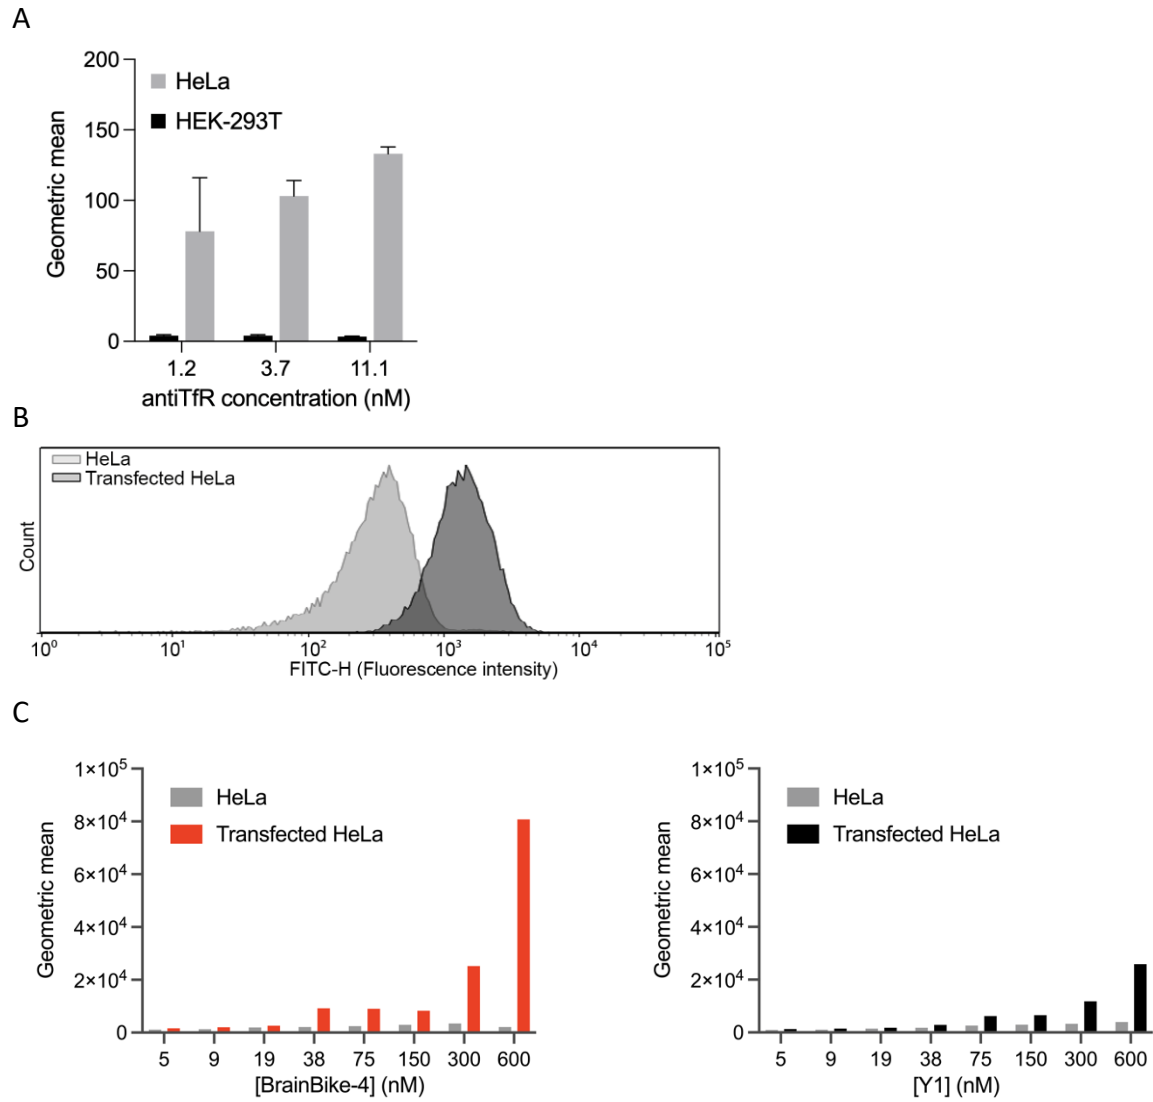 A
200
150
100
50
0
Geometric mean
HeLa
HEK-293T
1.2 3.7 11.1
antiTfR concentration (nM)
B
HeLa
Transfected HeLa
Count
10⁰ 10¹ 10² 10³ 10⁴ 10⁵
FITC-H (Fluorescence intensity)
C
1×10⁵
8×10⁴
6×10⁴
4×10⁴
2×10⁴
0
Geometric mean
HeLa
Transfected HeLa
5 9 19 38 75 150 300 600
[BrainBike-4] (nM)
1×10⁵
8×10⁴
6×10⁴
4×10⁴
2×10⁴
0
Geometric mean
HeLa
Transfected HeLa
5 9 19 38 75 150 300 600
[Y1] (nM)